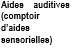 Aides auditives
(comptoir
d'aides
sensorielles)